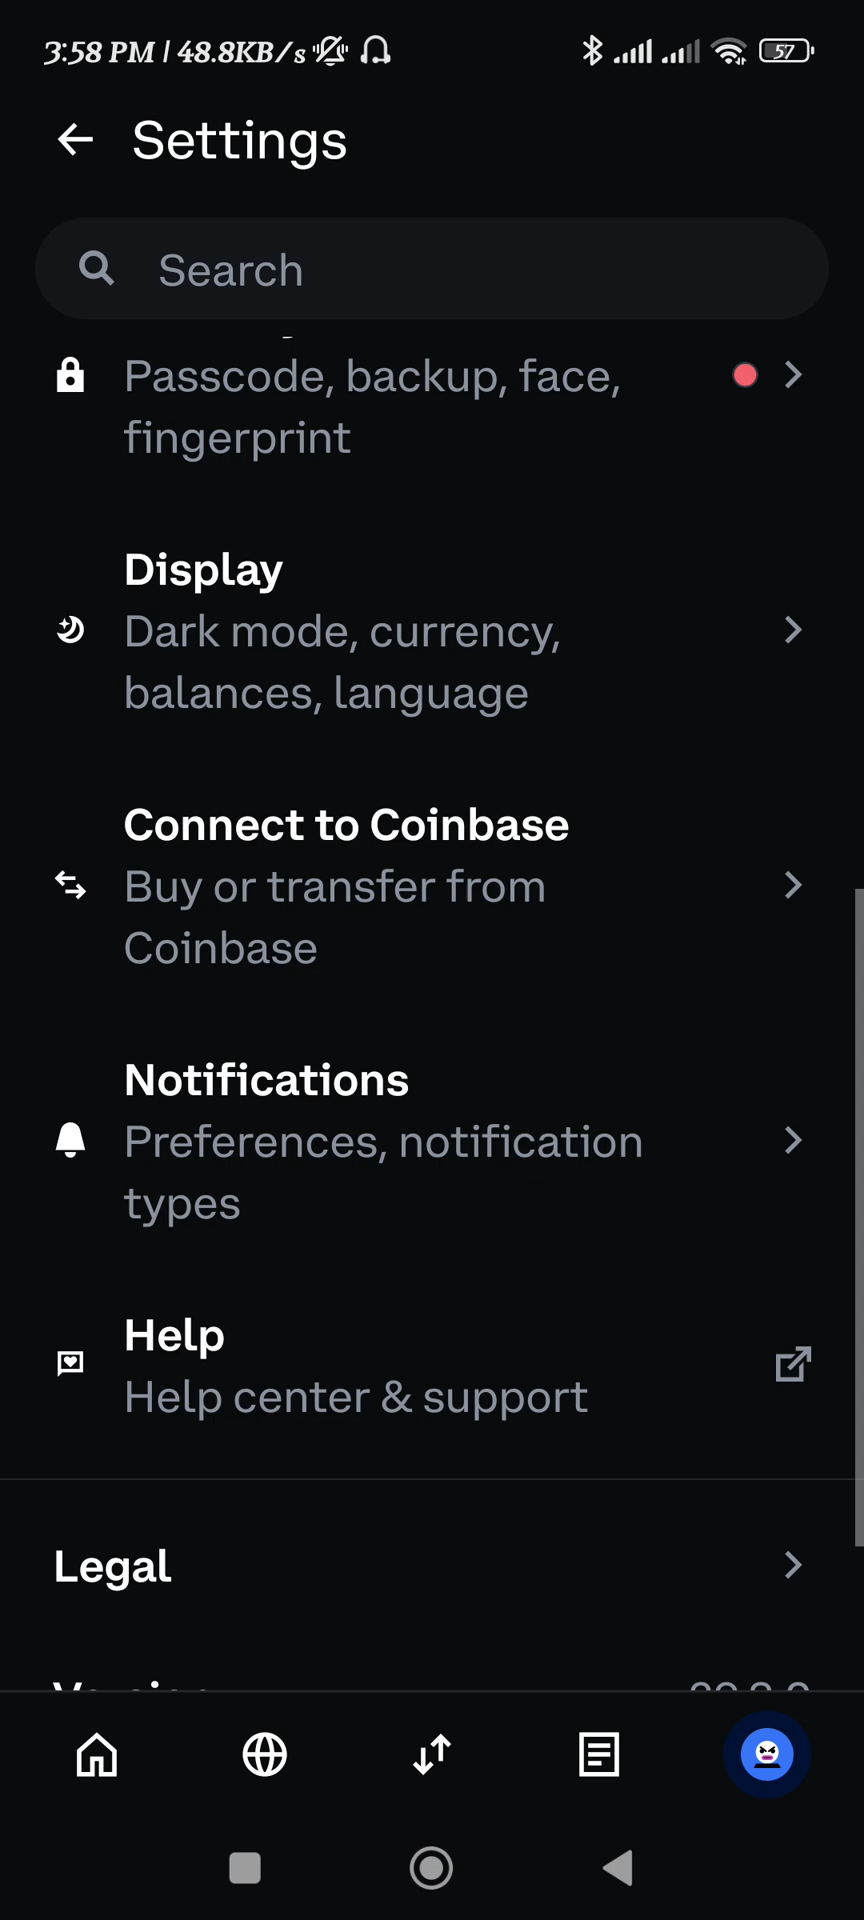 3:58 PM | 48.8KB/s
57
Settings
Search
Passcode, backup, face,
fingerprint
Display
Dark mode, currency,
balances, language
Connect to Coinbase
Buy or transfer from
Coinbase
Notifications
Preferences, notification
types
Help
Help center & support
Legal